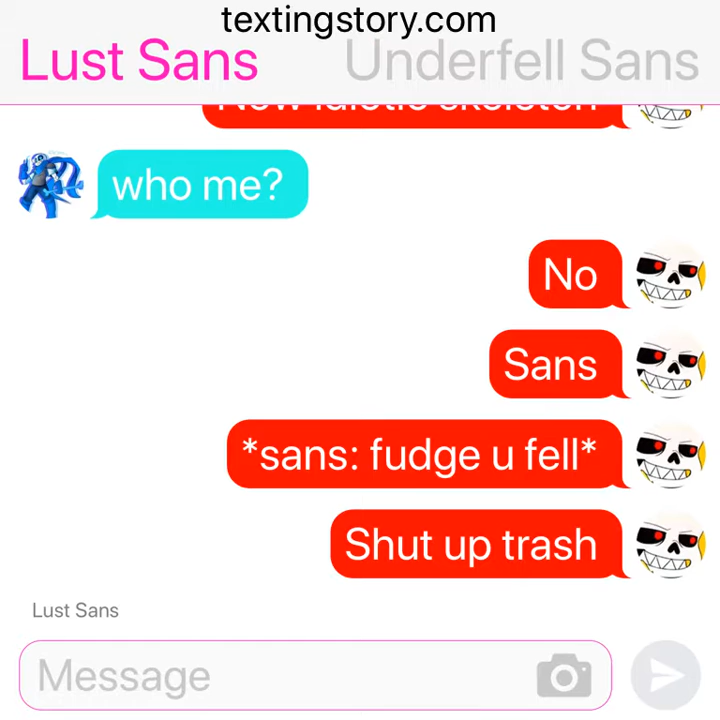 textingstory.com
Lust Sans
Underfell Sans
who me?
No
Sans
*sans: fudge u fell*
Shut up trash
Lust Sans
Message